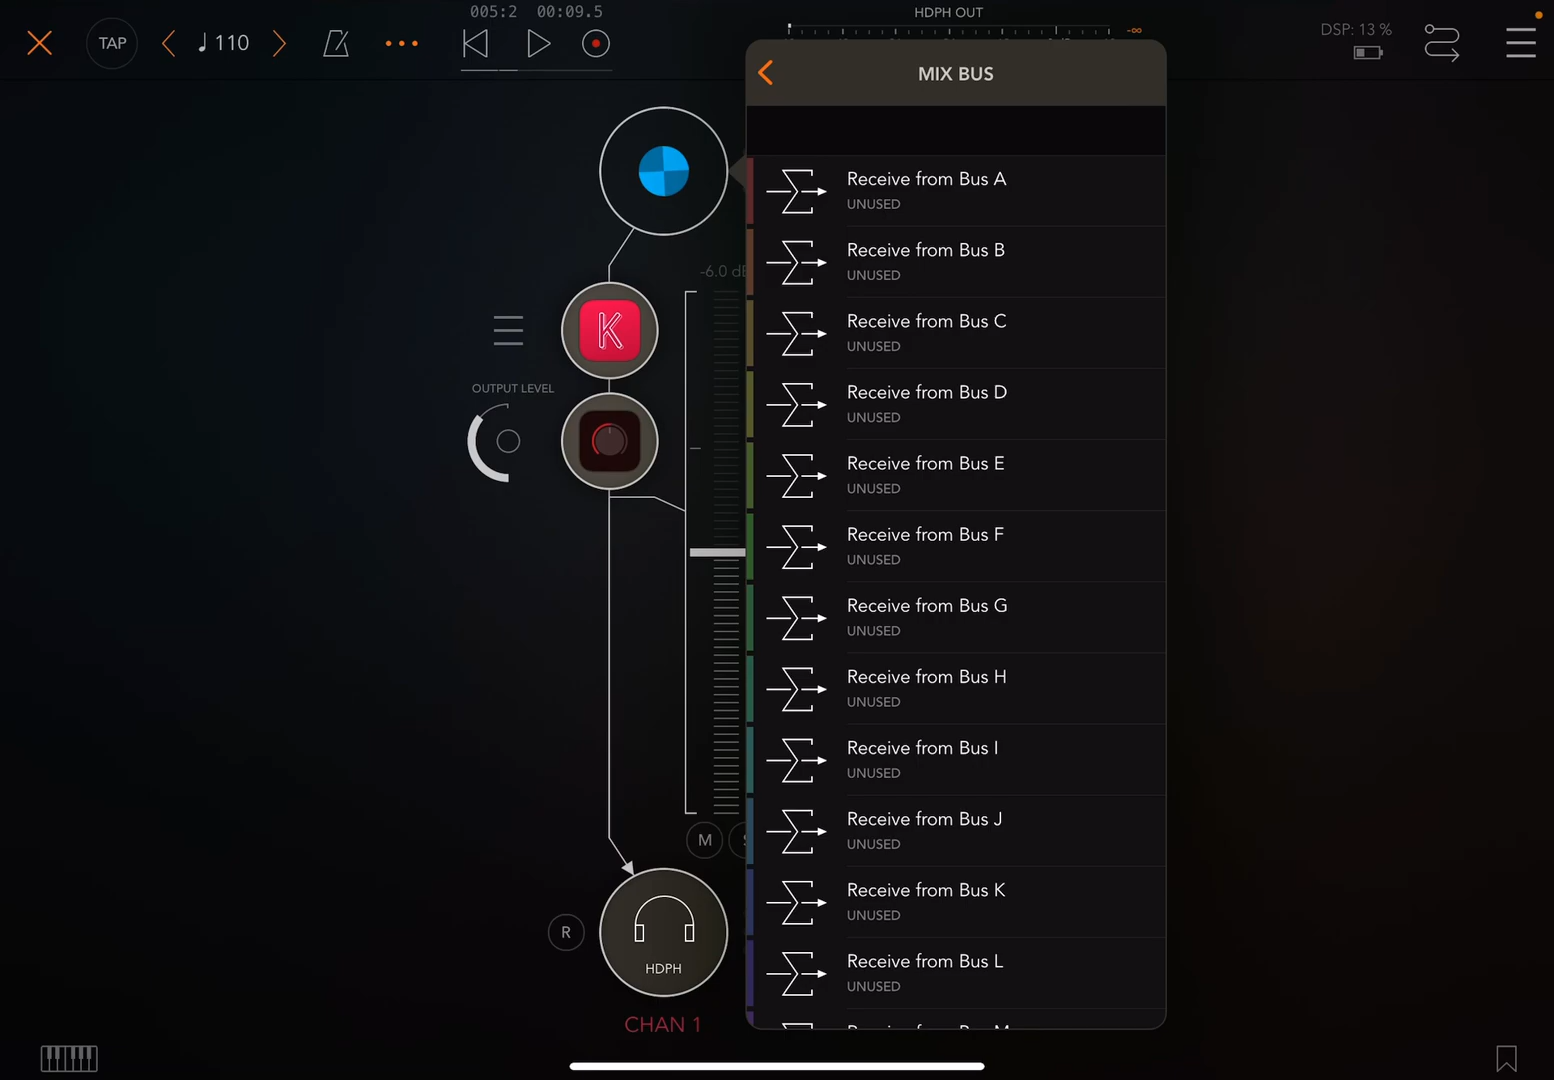 005:2 00:09.5
HDPH OUT
TAP
110
DSP: 13 %
-∞
MIX BUS
Receive from Bus A
UNUSED
Receive from Bus B
UNUSED
-6.0 dB
Receive from Bus C
UNUSED
K
OUTPUT LEVEL
Receive from Bus D
UNUSED
Receive from Bus E
UNUSED
Receive from Bus F
UNUSED
Receive from Bus G
UNUSED
Receive from Bus H
UNUSED
Receive from Bus I
UNUSED
Receive from Bus J
UNUSED
M S
Receive from Bus K
UNUSED
R
HDPH
Receive from Bus L
UNUSED
Receive from Bus M
CHAN 1